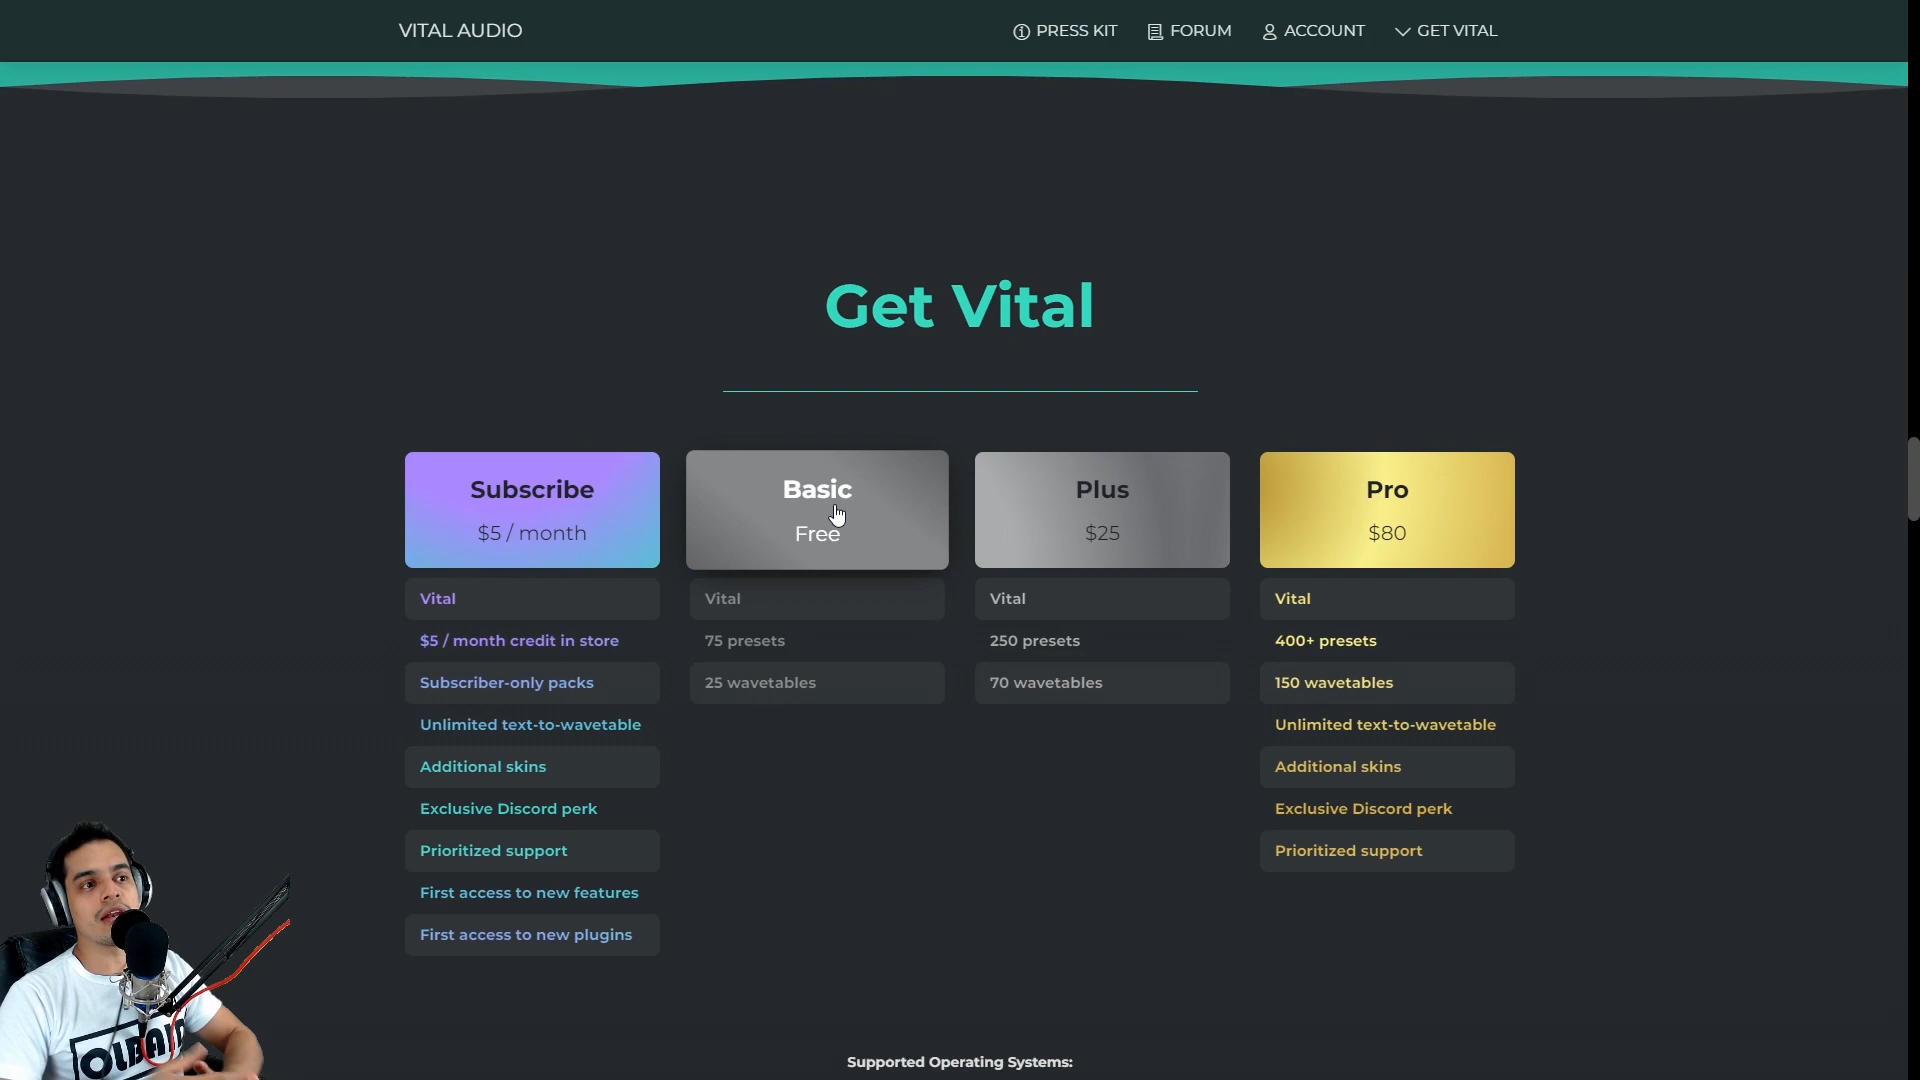 VITAL AUDIO
PRESS KIT
FORUM
ACCOUNT
GET VITAL
Get Vital
Subscribe
$5 / month
Vital
$5 / month credit in store
Subscriber-only packs
Unlimited text-to-wavetable
Additional skins
Exclusive Discord perk
Prioritized support
First access to new features
First access to new plugins
Basic
Free
Vital
75 presets
25 wavetables
Plus
$25
Vital
250 presets
70 wavetables
Pro
$80
Vital
400+ presets
150 wavetables
Unlimited text-to-wavetable
Additional skins
Exclusive Discord perk
Prioritized support
Supported Operating Systems: